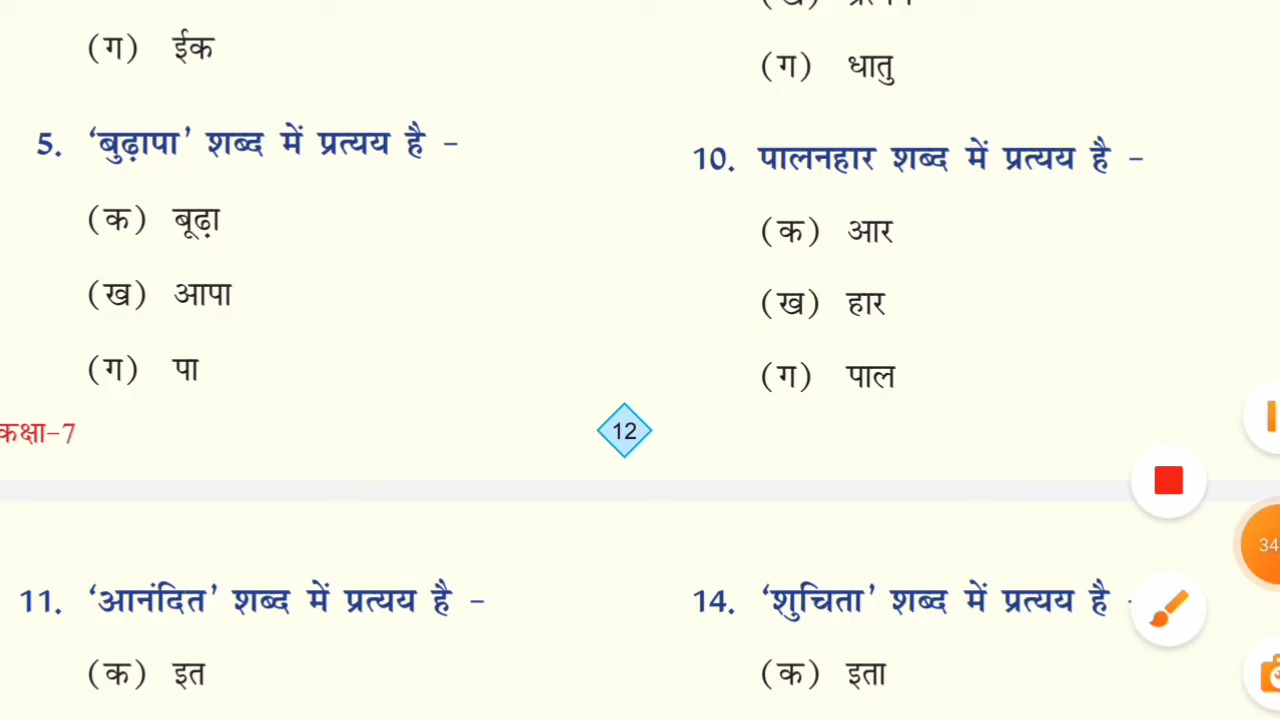 (ग) ईक
5. 'बुढ़ापा' शब्द में प्रत्यय है -
(क) बूढ़ा
(ख) आपा
(ग) पा
(ग) धातु
10. पालनहार शब्द में प्रत्यय है -
(क) आर
(ख) हार
(ग) पाल
कक्षा-7
12
11. 'आनंदित' शब्द में प्रत्यय है -
(क) इत
14. 'शुचिता' शब्द में प्रत्यय है -
(क) इता
34